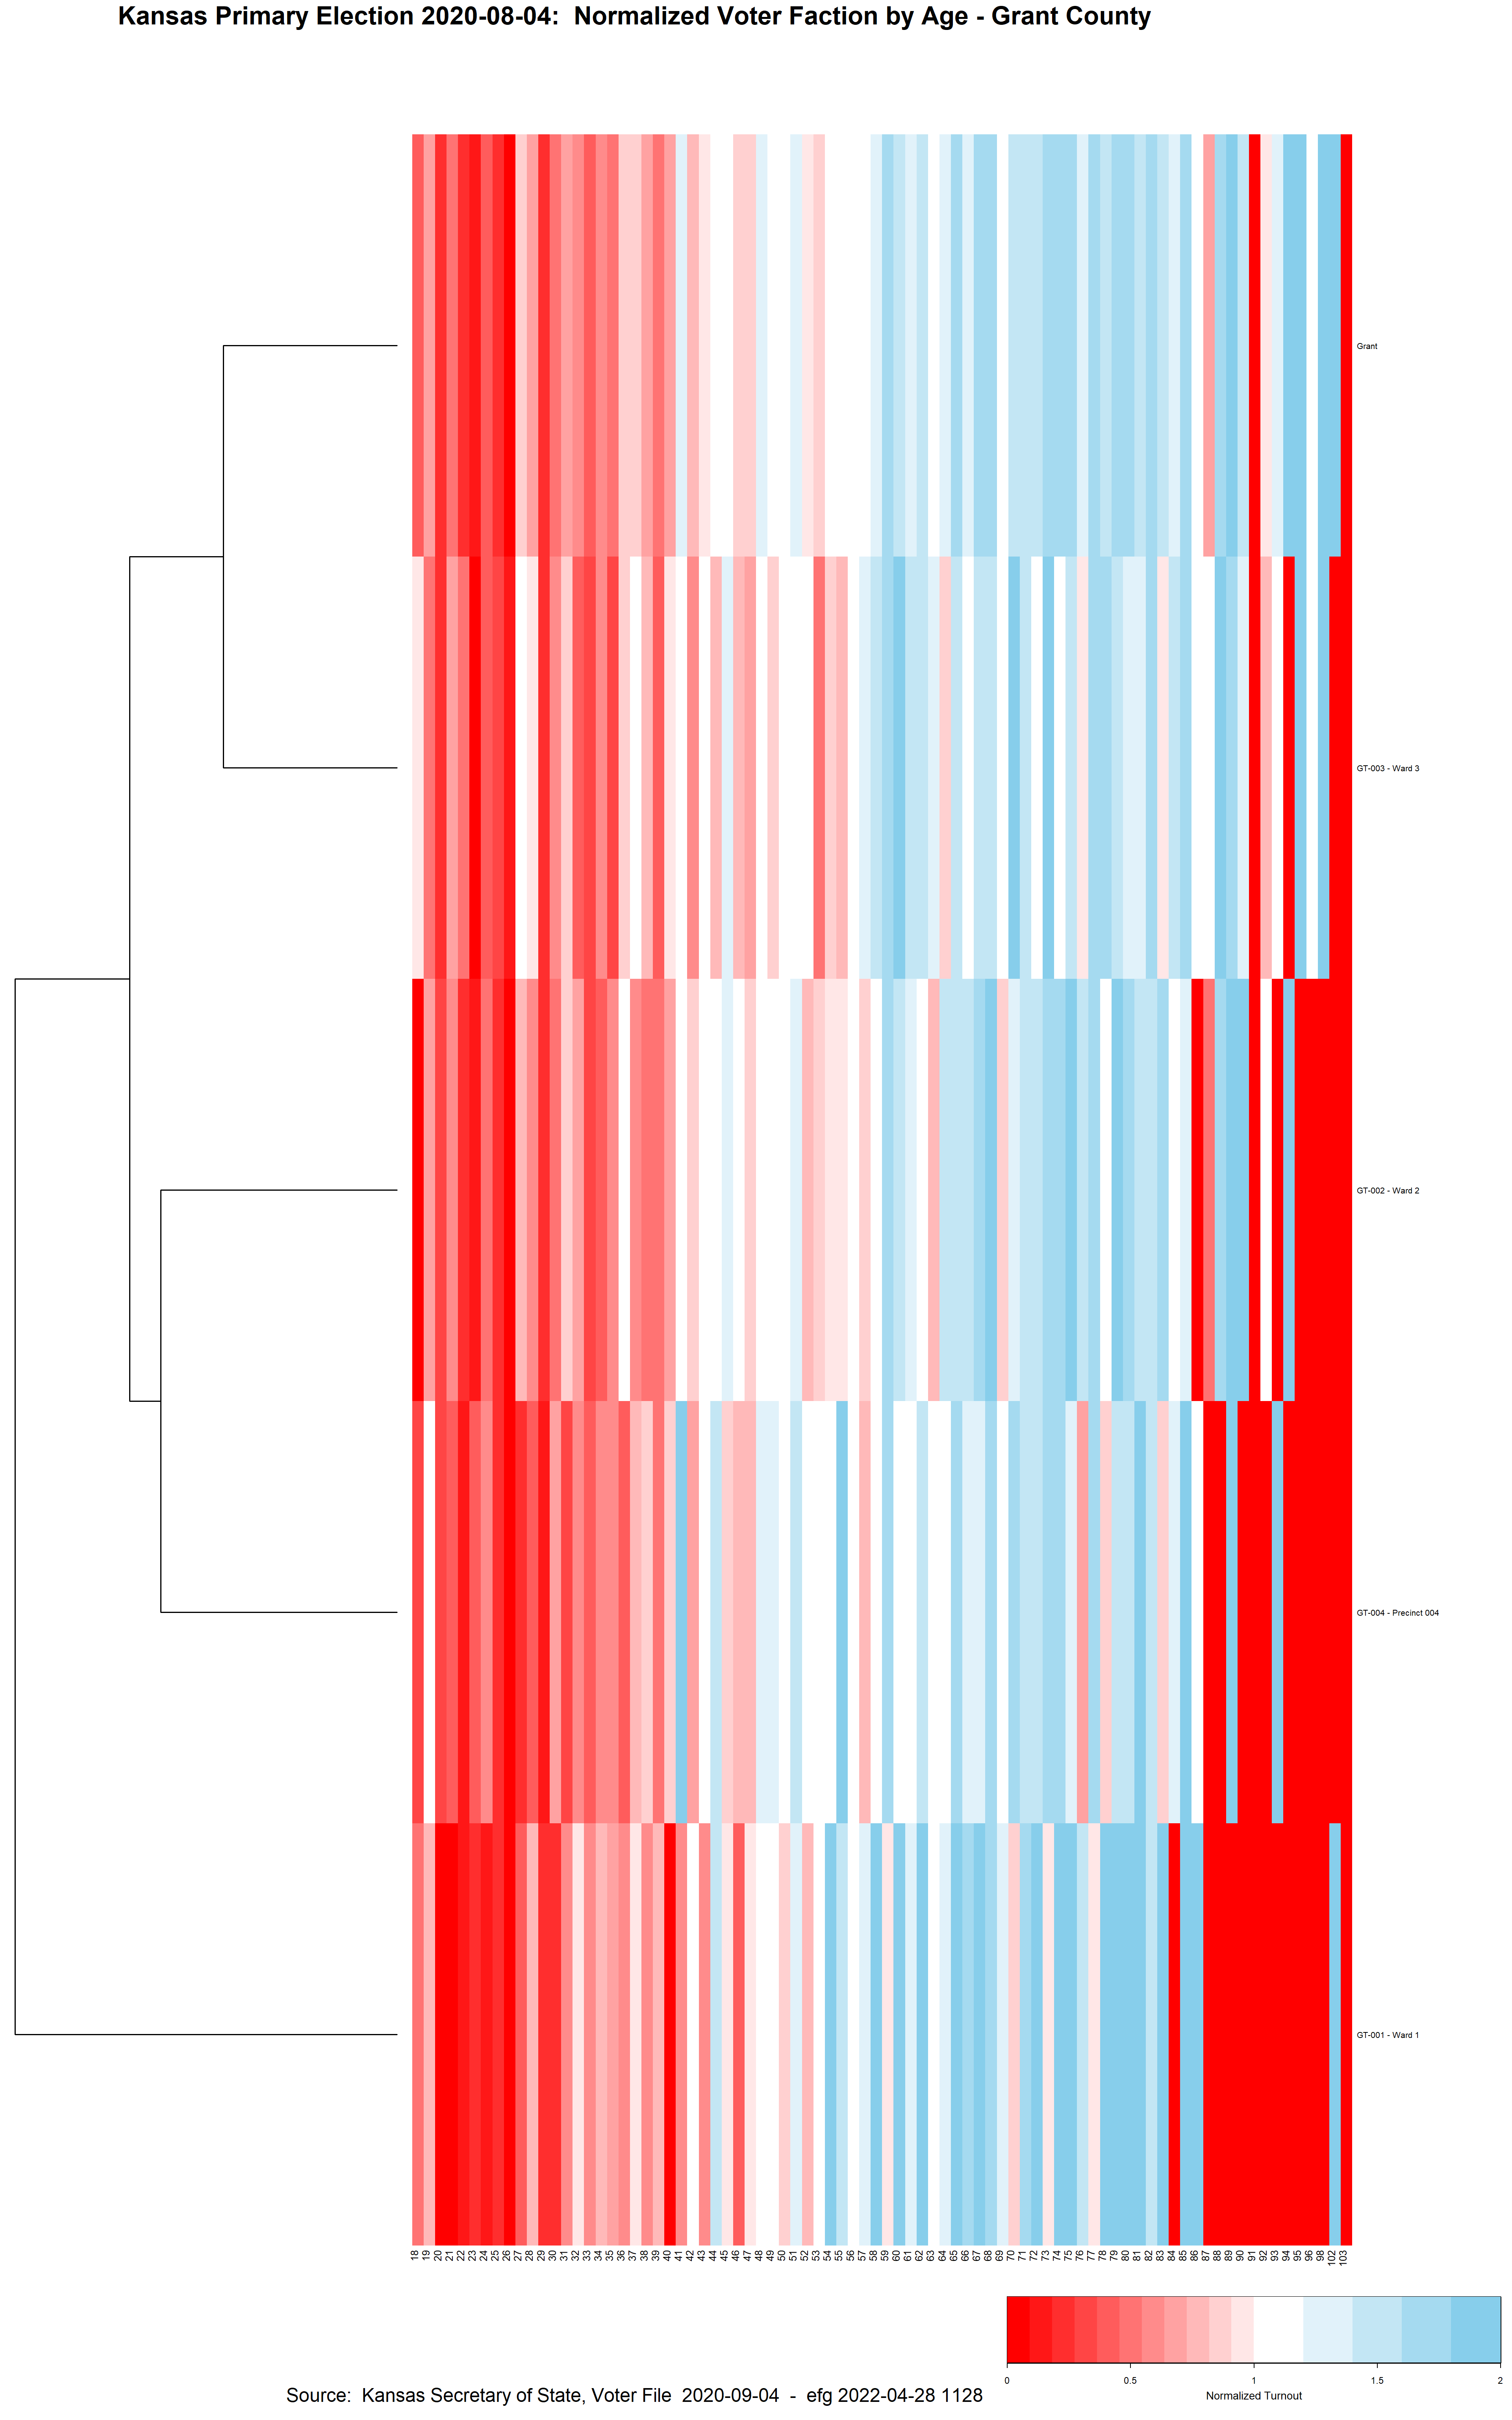 Kansas Primary Election 2020-08-04:  Normalized Voter Faction by Age - Grant County
Grant
GT-003 - Ward 3
GT-002 - Ward 2
GT-004 - Precinct 004
GT-001 - Ward 1
18 19 20 21 22 23 24 25 26 27 28 29 30 31 32 33 34 35 36 37 38 39 40 41 42 43 44 45 46 47 48 49 50 51 52 53 54 55 56 57 58 59 60 61 62 63 64 65 66 67 68 69 70 71 72 73 74 75 76 77 78 79 80 81 82 83 84 85 86 87 88 89 90 91 92 93 94 95 96 98 102 103
0 0.5 1 1.5 2
Normalized Turnout
Source:  Kansas Secretary of State, Voter File  2020-09-04  -  efg 2022-04-28 1128